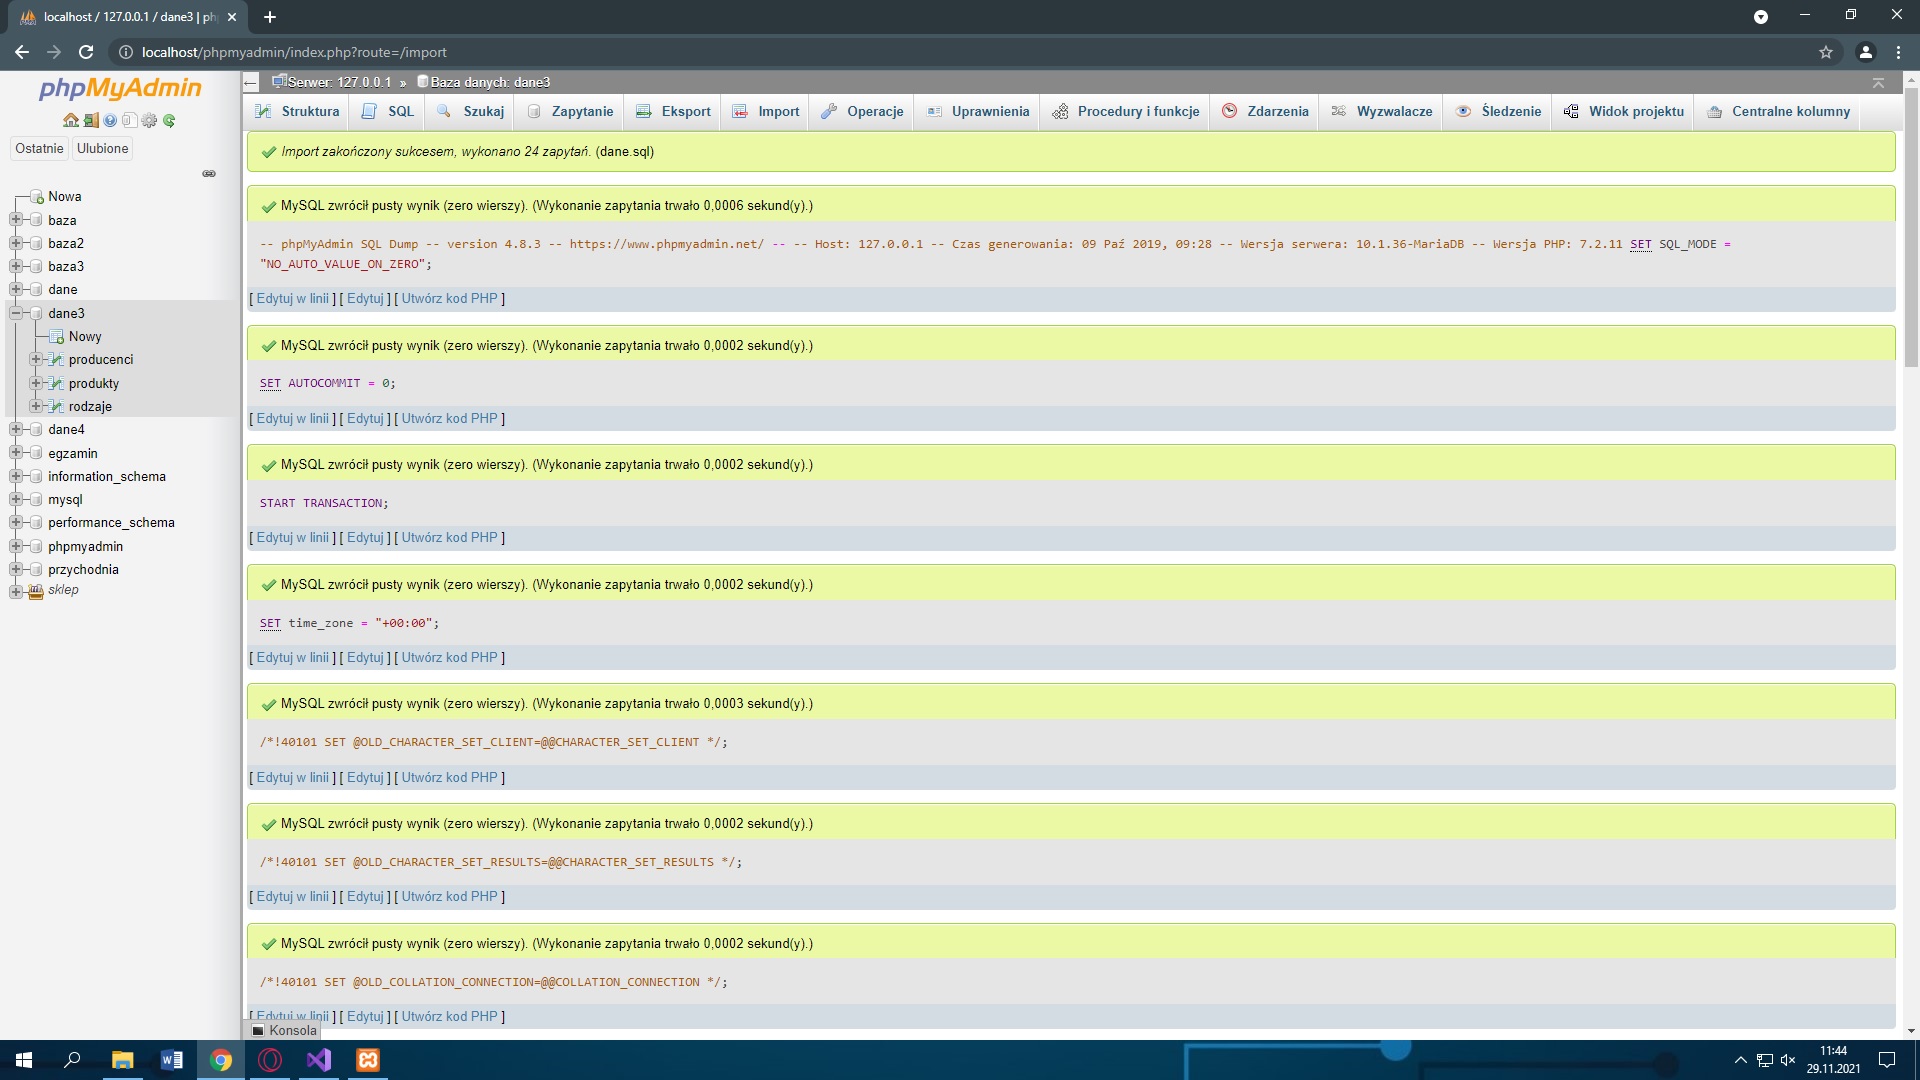 localhost / 127.0.0.1 / dane3 | ph
localhost/phpmyadmin/index.php?route=/import
phpMyAdmin
Ostatnie Ulubione
Nowa
baza
baza2
baza3
dane
dane3
Nowy
producenci
produkty
rodzaje
dane4
egzamin
information_schema
mysql
performance_schema
phpmyadmin
przychodnia
sklep
Serwer: 127.0.0.1 » Baza danych: dane3
Struktura SQL Szukaj Zapytanie Eksport Import Operacje Uprawnienia Procedury i funkcje Zdarzenia Wyzwalacze Śledzenie Widok projektu Centralne kolumny
Import zakończony sukcesem, wykonano 24 zapytań. (dane.sql)
MySQL zwrócił pusty wynik (zero wierszy). (Wykonanie zapytania trwało 0,0006 sekund(y).)
-- phpMyAdmin SQL Dump -- version 4.8.3 -- https://www.phpmyadmin.net/ -- -- Host: 127.0.0.1 -- Czas generowania: 09 Paź 2019, 09:28 -- Wersja serwera: 10.1.36-MariaDB -- Wersja PHP: 7.2.11 SET SQL_MODE =
"NO_AUTO_VALUE_ON_ZERO";
[ Edytuj w linii ] [ Edytuj ] [ Utwórz kod PHP ]
MySQL zwrócił pusty wynik (zero wierszy). (Wykonanie zapytania trwało 0,0002 sekund(y).)
SET AUTOCOMMIT = 0;
[ Edytuj w linii ] [ Edytuj ] [ Utwórz kod PHP ]
MySQL zwrócił pusty wynik (zero wierszy). (Wykonanie zapytania trwało 0,0002 sekund(y).)
START TRANSACTION;
[ Edytuj w linii ] [ Edytuj ] [ Utwórz kod PHP ]
MySQL zwrócił pusty wynik (zero wierszy). (Wykonanie zapytania trwało 0,0002 sekund(y).)
SET time_zone = "+00:00";
[ Edytuj w linii ] [ Edytuj ] [ Utwórz kod PHP ]
MySQL zwrócił pusty wynik (zero wierszy). (Wykonanie zapytania trwało 0,0003 sekund(y).)
/*!40101 SET @OLD_CHARACTER_SET_CLIENT=@@CHARACTER_SET_CLIENT */;
[ Edytuj w linii ] [ Edytuj ] [ Utwórz kod PHP ]
MySQL zwrócił pusty wynik (zero wierszy). (Wykonanie zapytania trwało 0,0002 sekund(y).)
/*!40101 SET @OLD_CHARACTER_SET_RESULTS=@@CHARACTER_SET_RESULTS */;
[ Edytuj w linii ] [ Edytuj ] [ Utwórz kod PHP ]
MySQL zwrócił pusty wynik (zero wierszy). (Wykonanie zapytania trwało 0,0002 sekund(y).)
/*!40101 SET @OLD_COLLATION_CONNECTION=@@COLLATION_CONNECTION */;
[ Edytuj w linii ] [ Edytuj ] [ Utwórz kod PHP ]
Konsola
11:44
29.11.2021